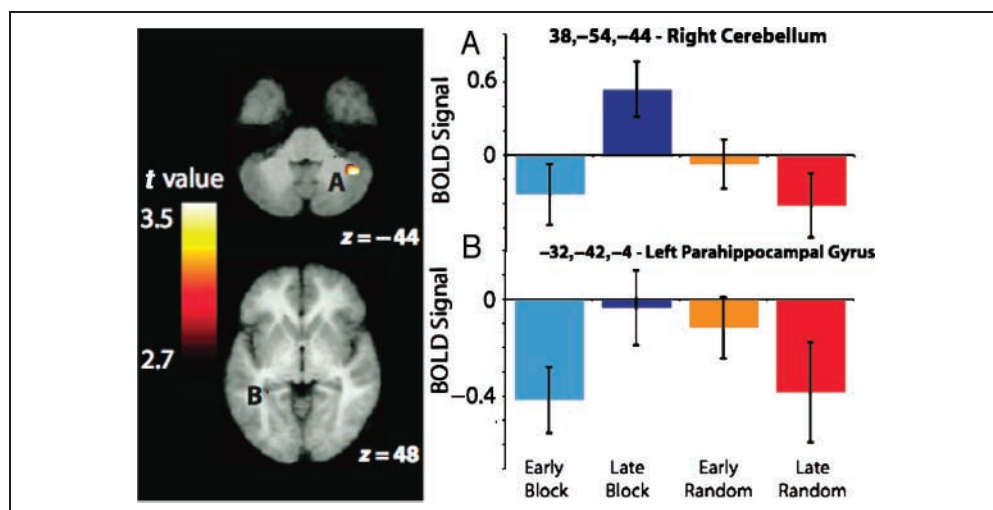 t value
3.5
2.7
A
z = –44
B
z = 48
A
38,–54,–44 - Right Cerebellum
BOLD Signal
0.6
0
B
–32,–42,–4 - Left Parahippocampal Gyrus
BOLD Signal
0
–0.4
Early Block
Late Block
Early Random
Late Random